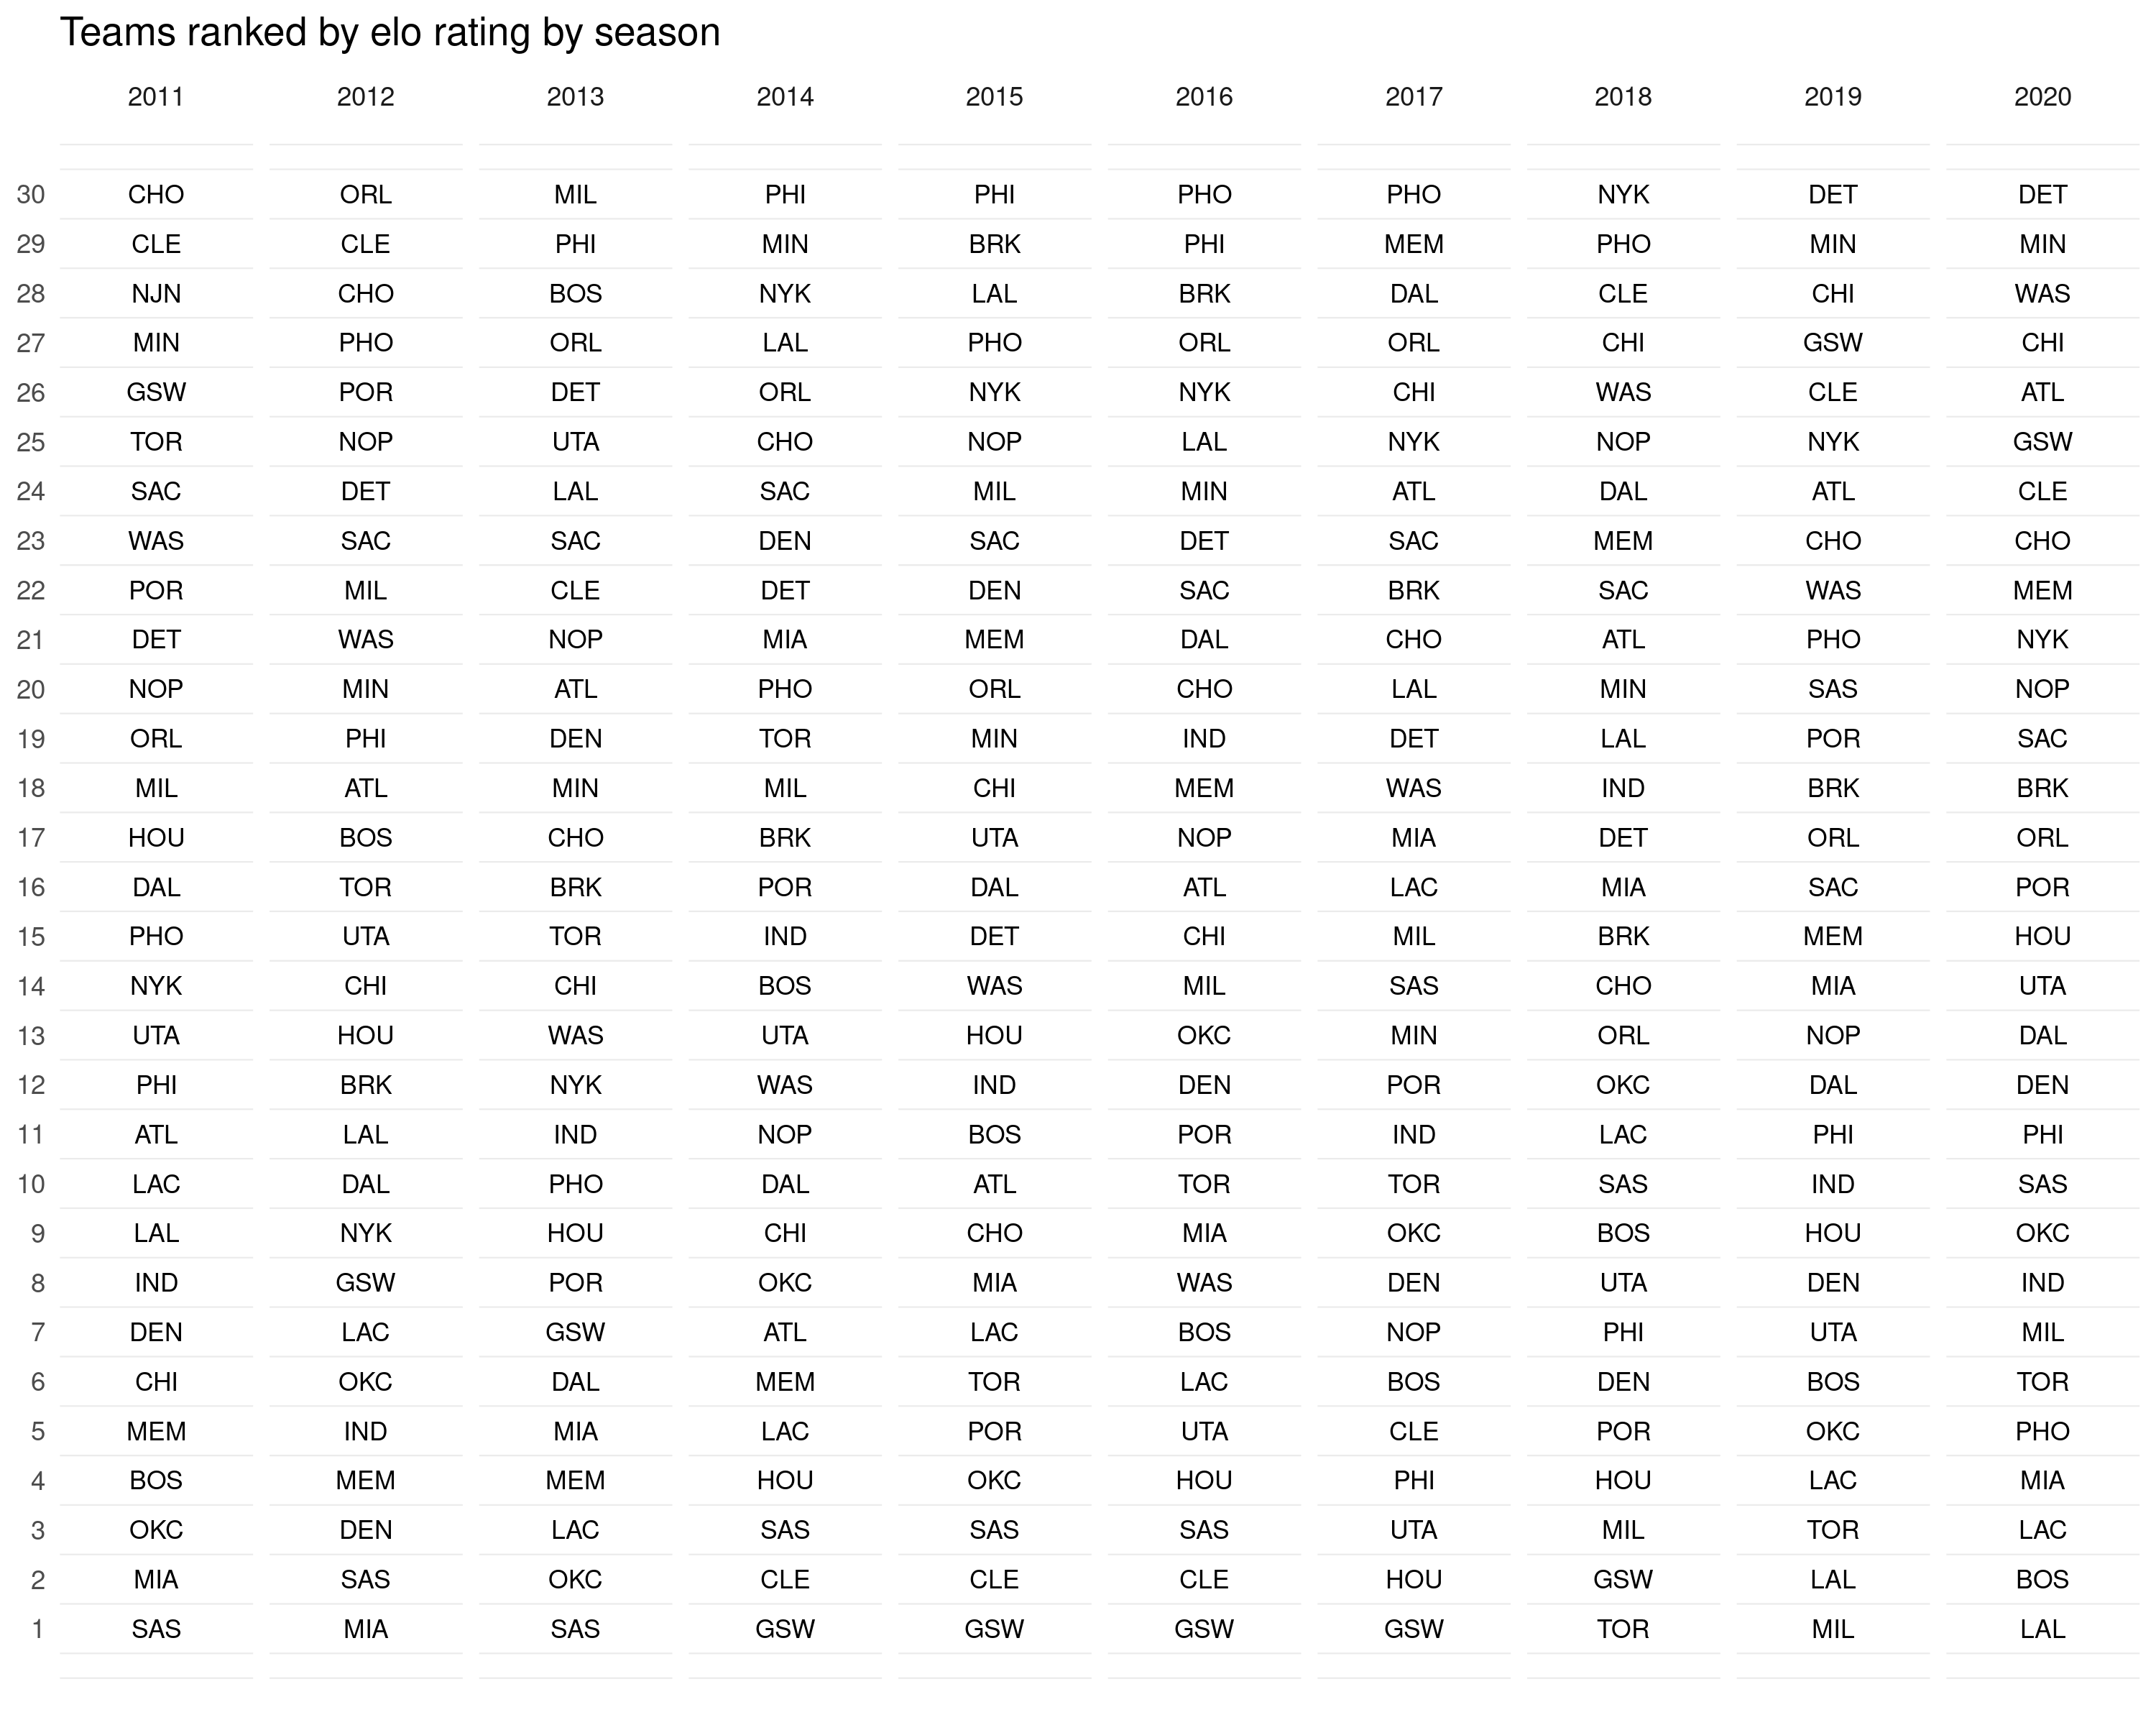 Teams ranked by elo rating by season
2011 2012 2013 2014 2015 2016 2017 2018 2019 2020
30 CHO ORL MIL PHI PHI PHO PHO NYK DET DET
29 CLE CLE PHI MIN BRK PHI MEM PHO MIN MIN
28 NJN CHO BOS NYK LAL BRK DAL CLE CHI WAS
27 MIN PHO ORL LAL PHO ORL ORL CHI GSW CHI
26 GSW POR DET ORL NYK NYK CHI WAS CLE ATL
25 TOR NOP UTA CHO NOP LAL NYK NOP NYK GSW
24 SAC DET LAL SAC MIL MIN ATL DAL ATL CLE
23 WAS SAC SAC DEN SAC DET SAC MEM CHO CHO
22 POR MIL CLE DET DEN SAC BRK SAC WAS MEM
21 DET WAS NOP MIA MEM DAL CHO ATL PHO NYK
20 NOP MIN ATL PHO ORL CHO LAL MIN SAS NOP
19 ORL PHI DEN TOR MIN IND DET LAL POR SAC
18 MIL ATL MIN MIL CHI MEM WAS IND BRK BRK
17 HOU BOS CHO BRK UTA NOP MIA DET ORL ORL
16 DAL TOR BRK POR DAL ATL LAC MIA SAC POR
15 PHO UTA TOR IND DET CHI MIL BRK MEM HOU
14 NYK CHI CHI BOS WAS MIL SAS CHO MIA UTA
13 UTA HOU WAS UTA HOU OKC MIN ORL NOP DAL
12 PHI BRK NYK WAS IND DEN POR OKC DAL DEN
11 ATL LAL IND NOP BOS POR IND LAC PHI PHI
10 LAC DAL PHO DAL ATL TOR TOR SAS IND SAS
9 LAL NYK HOU CHI CHO MIA OKC BOS HOU OKC
8 IND GSW POR OKC MIA WAS DEN UTA DEN IND
7 DEN LAC GSW ATL LAC BOS NOP PHI UTA MIL
6 CHI OKC DAL MEM TOR LAC BOS DEN BOS TOR
5 MEM IND MIA LAC POR UTA CLE POR OKC PHO
4 BOS MEM MEM HOU OKC HOU PHI HOU LAC MIA
3 OKC DEN LAC SAS SAS SAS UTA MIL TOR LAC
2 MIA SAS OKC CLE CLE CLE HOU GSW LAL BOS
1 SAS MIA SAS GSW GSW GSW GSW TOR MIL LAL